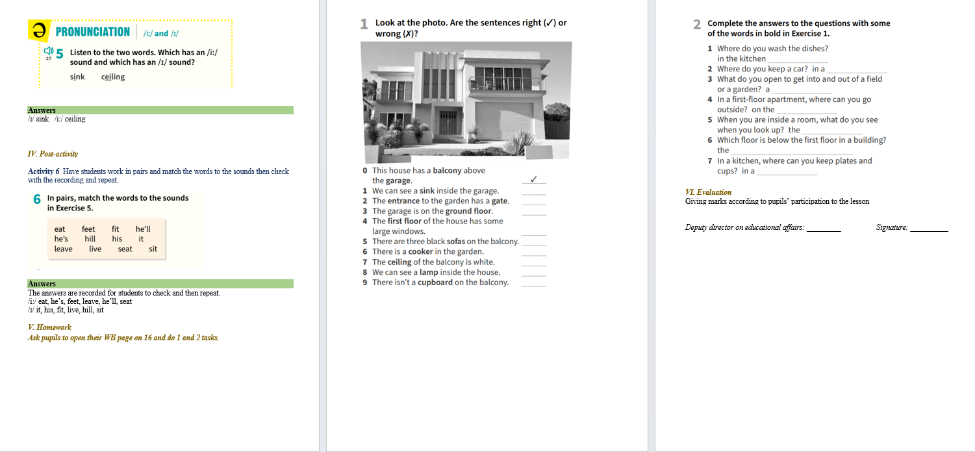 ə PRONUNCIATION /iː/ and /ɪ/
27 5 Listen to the two words. Which has an /iː/
sound and which has an /ɪ/ sound?
sink ceiling
Answers
/ɪ/ sink /iː/ ceiling
IV. Post-activity
Activity 6 Have students work in pairs and match the words to the sounds then check
with the recording and repeat.
6 In pairs, match the words to the sounds
in Exercise 5.
eat feet fit he'll
he's hill his it
leave live seat sit
Answers
The answers are recorded for students to check and then repeat.
/iː/ eat, he's, feet, leave, he'll, seat
/ɪ/ it, his, fit, live, hill, sit
V. Homework
Ask pupils to open their WB page on 16 and do 1 and 2 tasks.
1 Look at the photo. Are the sentences right (✓) or
wrong (✗)?
0 This house has a balcony above
the garage. ✓
1 We can see a sink inside the garage.
2 The entrance to the garden has a gate.
3 The garage is on the ground floor.
4 The first floor of the house has some
large windows.
5 There are three black sofas on the balcony.
6 There is a cooker in the garden.
7 The ceiling of the balcony is white.
8 We can see a lamp inside the house.
9 There isn't a cupboard on the balcony.
2 Complete the answers to the questions with some
of the words in bold in Exercise 1.
1 Where do you wash the dishes?
in the kitchen ____________
2 Where do you keep a car? in a ____________
3 What do you open to get into and out of a field
or a garden? a ____________
4 In a first-floor apartment, where can you go
outside? on the ____________
5 When you are inside a room, what do you see
when you look up? the ____________
6 Which floor is below the first floor in a building?
the ____________
7 In a kitchen, where can you keep plates and
cups? in a ____________
VI. Evaluation
Giving marks according to pupils' participation to the lesson
Deputy director on educational affairs: ________ Signature: ________